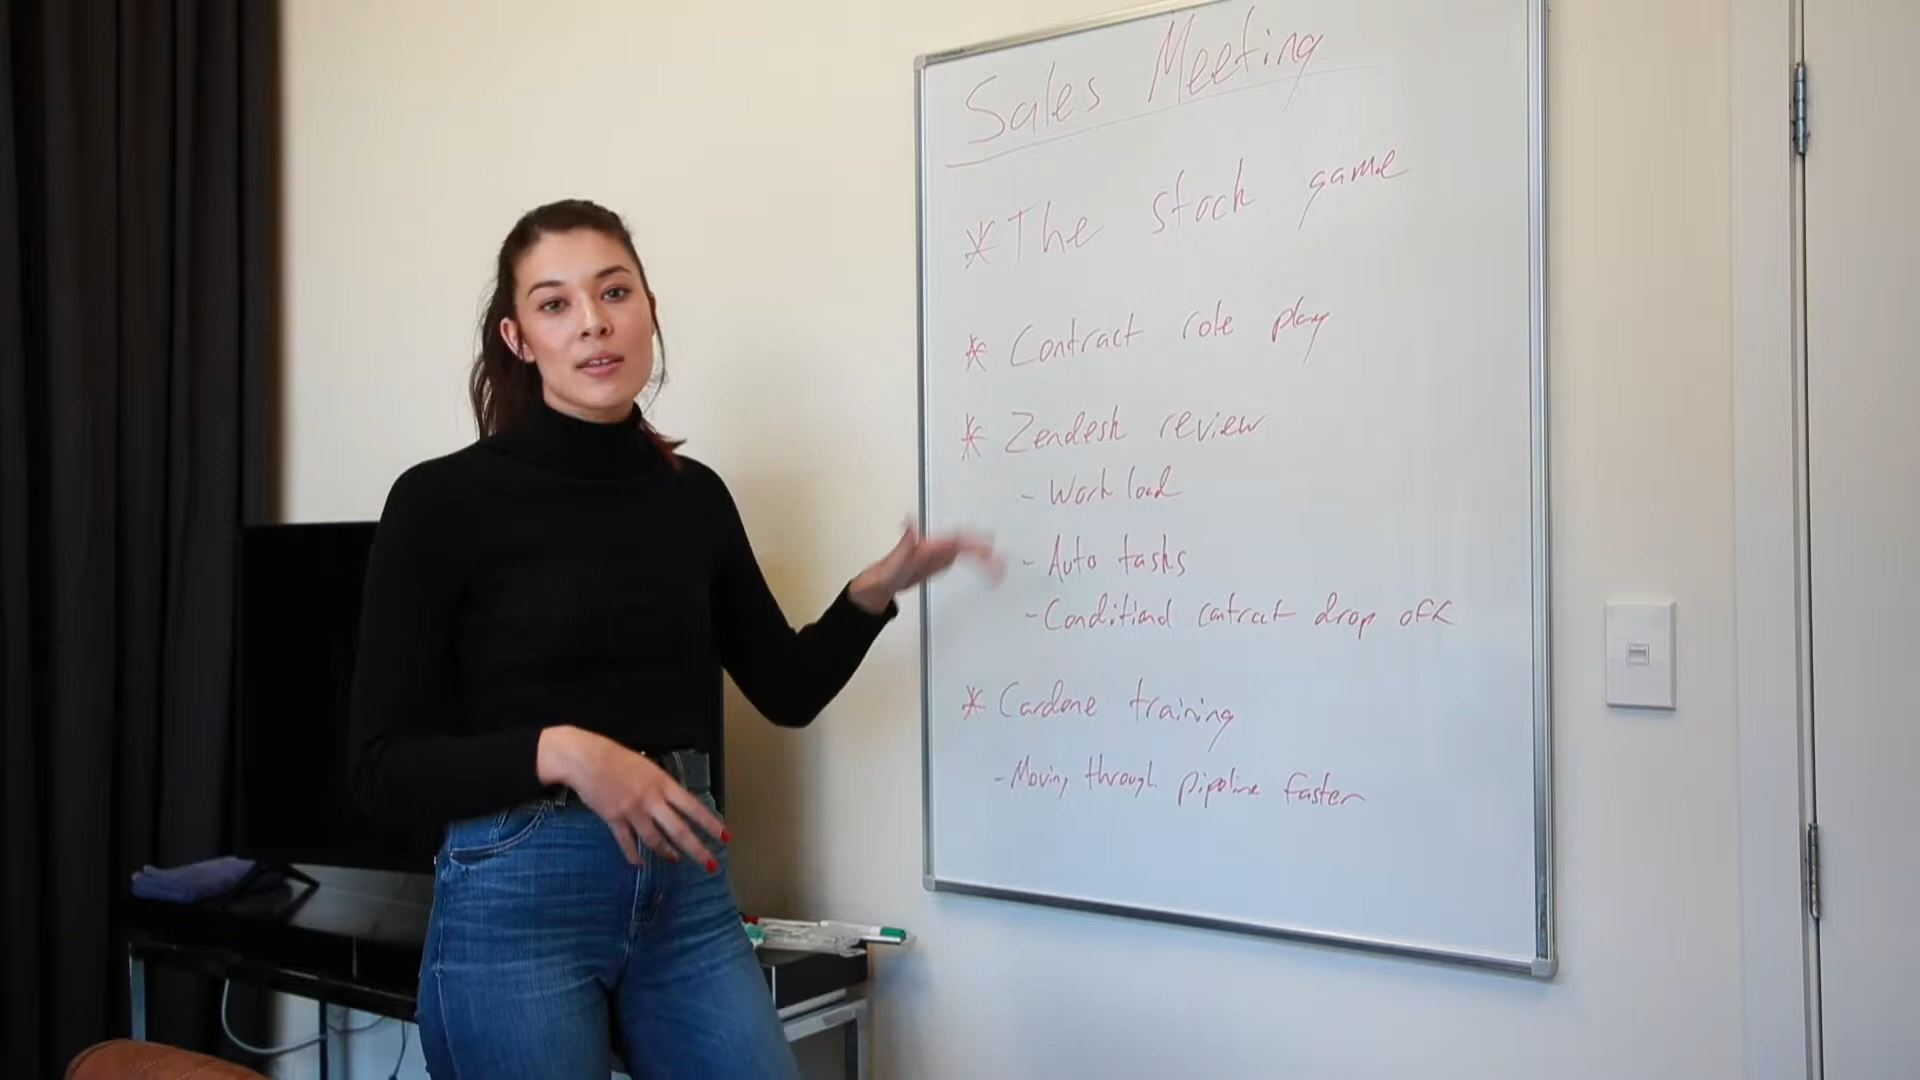 Sales Meeting
* The stock game
* Contract role play
* Zendesk review
- Work load
- Auto tasks
- Conditional contract drop off
* Cardone training
- Moving through pipeline faster